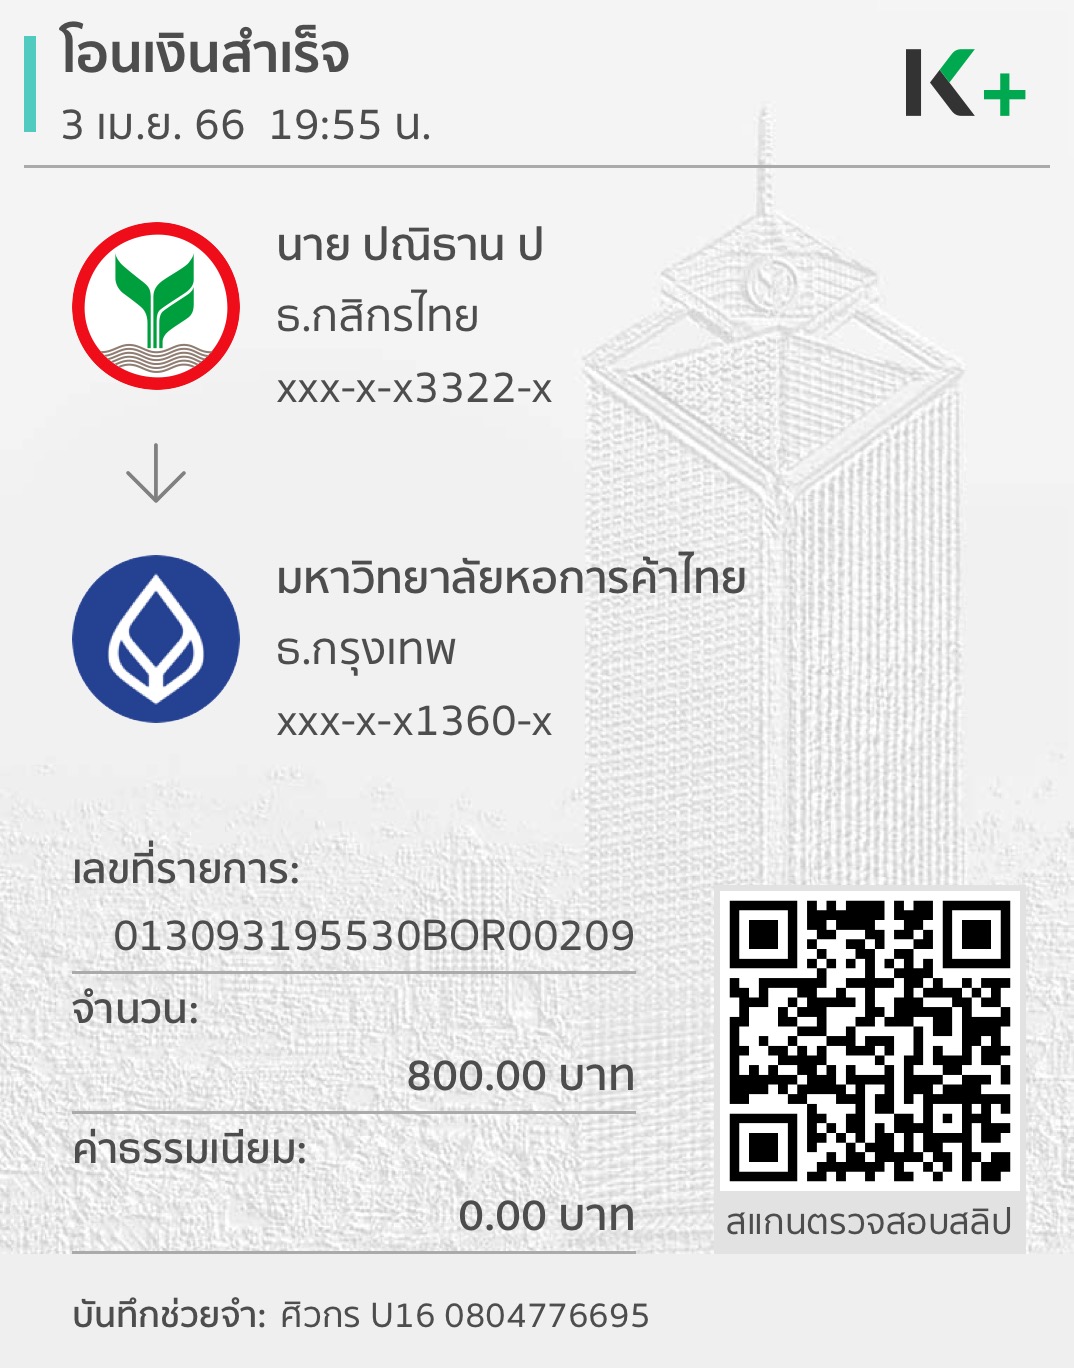 โอนเงินสำเร็จ
3 เม.ย. 66 19:55 น.
K+
นาย ปณิธาน ป
ธ.กสิกรไทย
xxx-x-x3322-x
มหาวิทยาลัยหอการค้าไทย
ธ.กรุงเทพ
xxx-x-x1360-x
เลขที่รายการ:
013093195530BOR00209
จำนวน:
800.00 บาท
ค่าธรรมเนียม:
0.00 บาท
สแกนตรวจสอบสลิป
บันทึกช่วยจำ: ศิวกร U16 0804776695